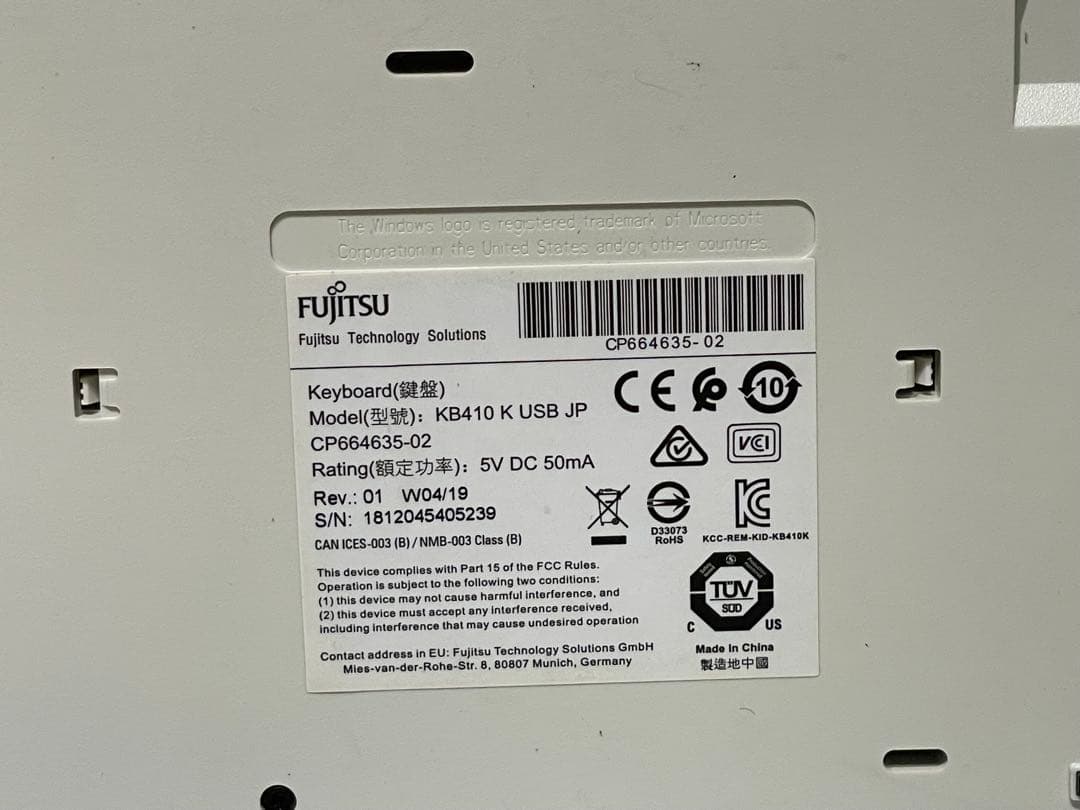 The Windows logo is registered trademark of Microsoft
Corporation in the United States and/or other countries.
FUJITSU
Fujitsu Technology Solutions
CP664635-02
Keyboard(鍵盤)
Model(型號)： KB410 K USB JP
CP664635-02
Rating(額定功率)： 5V DC 50mA
Rev.: 01 W04/19
S/N: 1812045405239
CAN ICES-003 (B) / NMB-003 Class (B)
CE
10
VCI
D33073
RoHS
KCC-REM-KID-KB410K
This device complies with Part 15 of the FCC Rules.
Operation is subject to the following two conditions:
(1) this device may not cause harmful interference, and
(2) this device must accept any interference received,
including interference that may cause undesired operation
TÜV
SÜD
C US
Contact address in EU: Fujitsu Technology Solutions GmbH
Mies-van-der-Rohe-Str. 8, 80807 Munich, Germany
Made In China
製造地中國